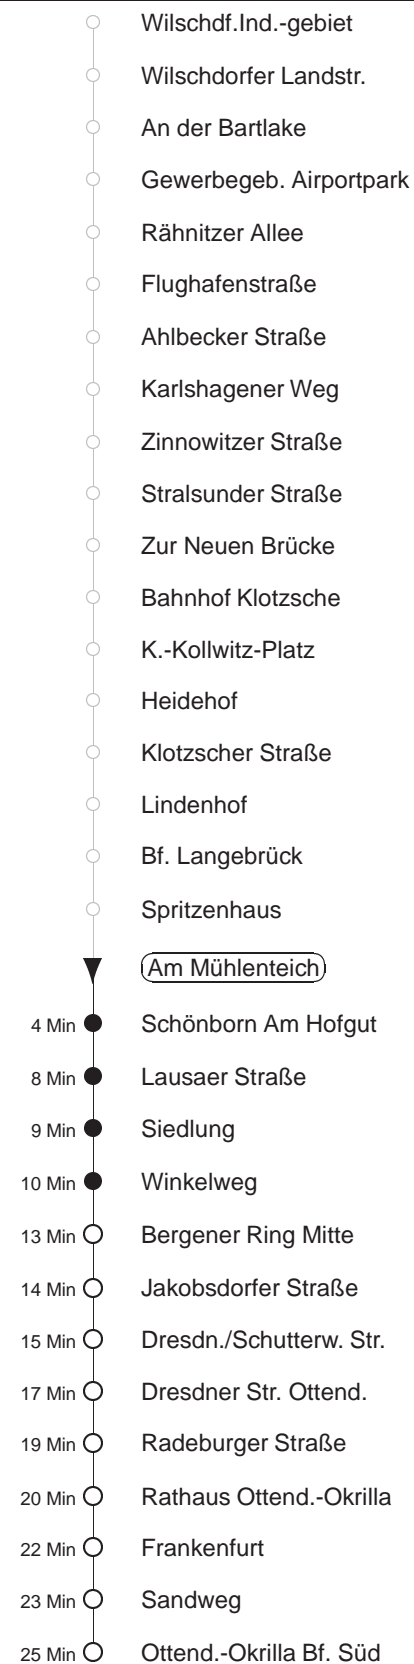 Wilschdf.Ind.-gebiet
Wilschdorfer Landstr.
An der Bartlake
Gewerbegeb. Airportpark
Rähnitzer Allee
Flughafenstraße
Ahlbecker Straße
Karlshagener Weg
Zinnowitzer Straße
Stralsunder Straße
Zur Neuen Brücke
Bahnhof Klotzsche
K.-Kollwitz-Platz
Heidehof
Klotzscher Straße
Lindenhof
Bf. Langebrück
Spritzenhaus
Am Mühlenteich
4 Min Schönborn Am Hofgut
8 Min Lausaer Straße
9 Min Siedlung
10 Min Winkelweg
13 Min Bergener Ring Mitte
14 Min Jakobsdorfer Straße
15 Min Dresdn./Schutterw. Str.
17 Min Dresdner Str. Ottend.
19 Min Radeburger Straße
20 Min Rathaus Ottend.-Okrilla
22 Min Frankenfurt
23 Min Sandweg
25 Min Ottend.-Okrilla Bf. Süd